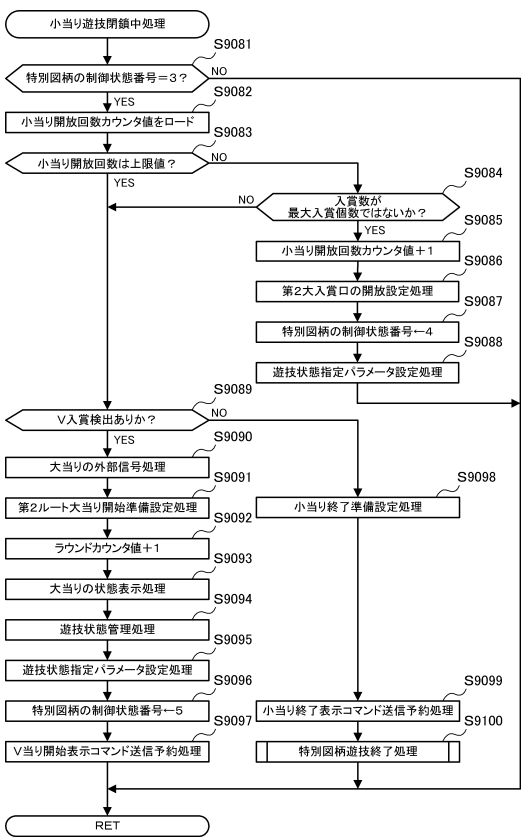 小当り遊技閉鎖中処理
S9081
特別図柄の制御状態番号＝3？
NO
YES
S9082
小当り開放回数カウンタ値をロード
S9083
小当り開放回数は上限値？
NO
YES
S9084
入賞数が
最大入賞個数ではないか？
NO
YES
S9085
小当り開放回数カウンタ値＋1
S9086
第2大入賞口の開放設定処理
S9087
特別図柄の制御状態番号←4
S9088
遊技状態指定パラメータ設定処理
S9089
V入賞検出ありか？
NO
YES
S9090
大当りの外部信号処理
S9091
第2ルート大当り開始準備設定処理
S9092
ラウンドカウンタ値＋1
S9093
大当りの状態表示処理
S9094
遊技状態管理処理
S9095
遊技状態指定パラメータ設定処理
S9096
特別図柄の制御状態番号←5
S9097
V当り開始表示コマンド送信予約処理
S9098
小当り終了準備設定処理
S9099
小当り終了表示コマンド送信予約処理
S9100
特別図柄遊技終了処理
RET